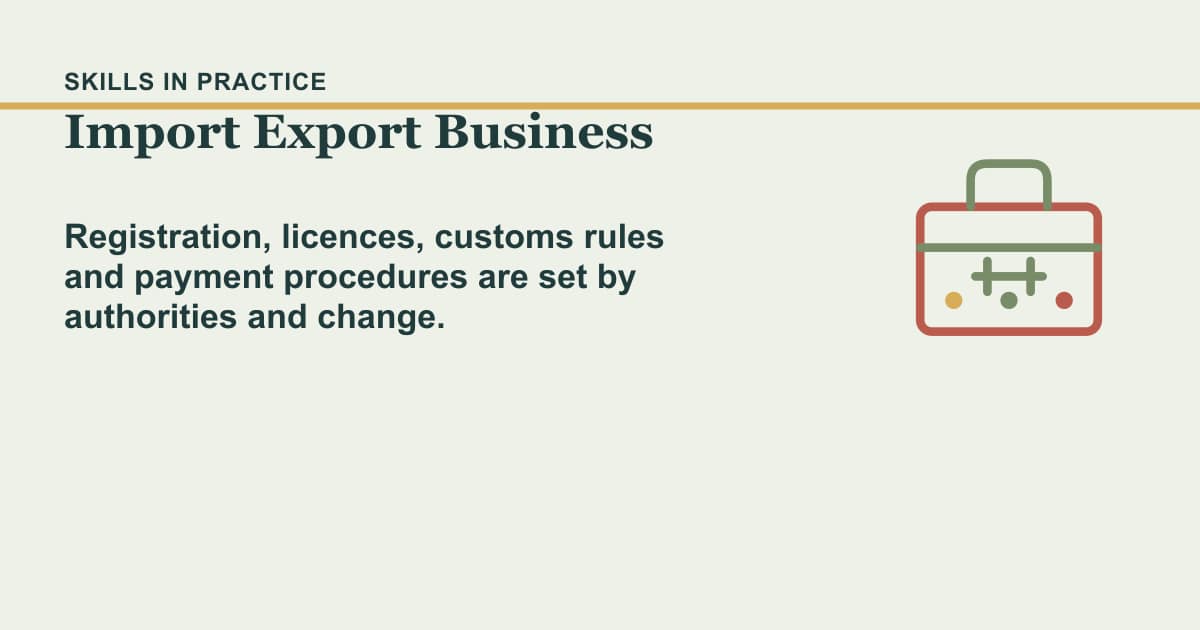 SKILLS IN PRACTICE
Import Export Business
Registration, licences, customs rules
and payment procedures are set by
authorities and change.